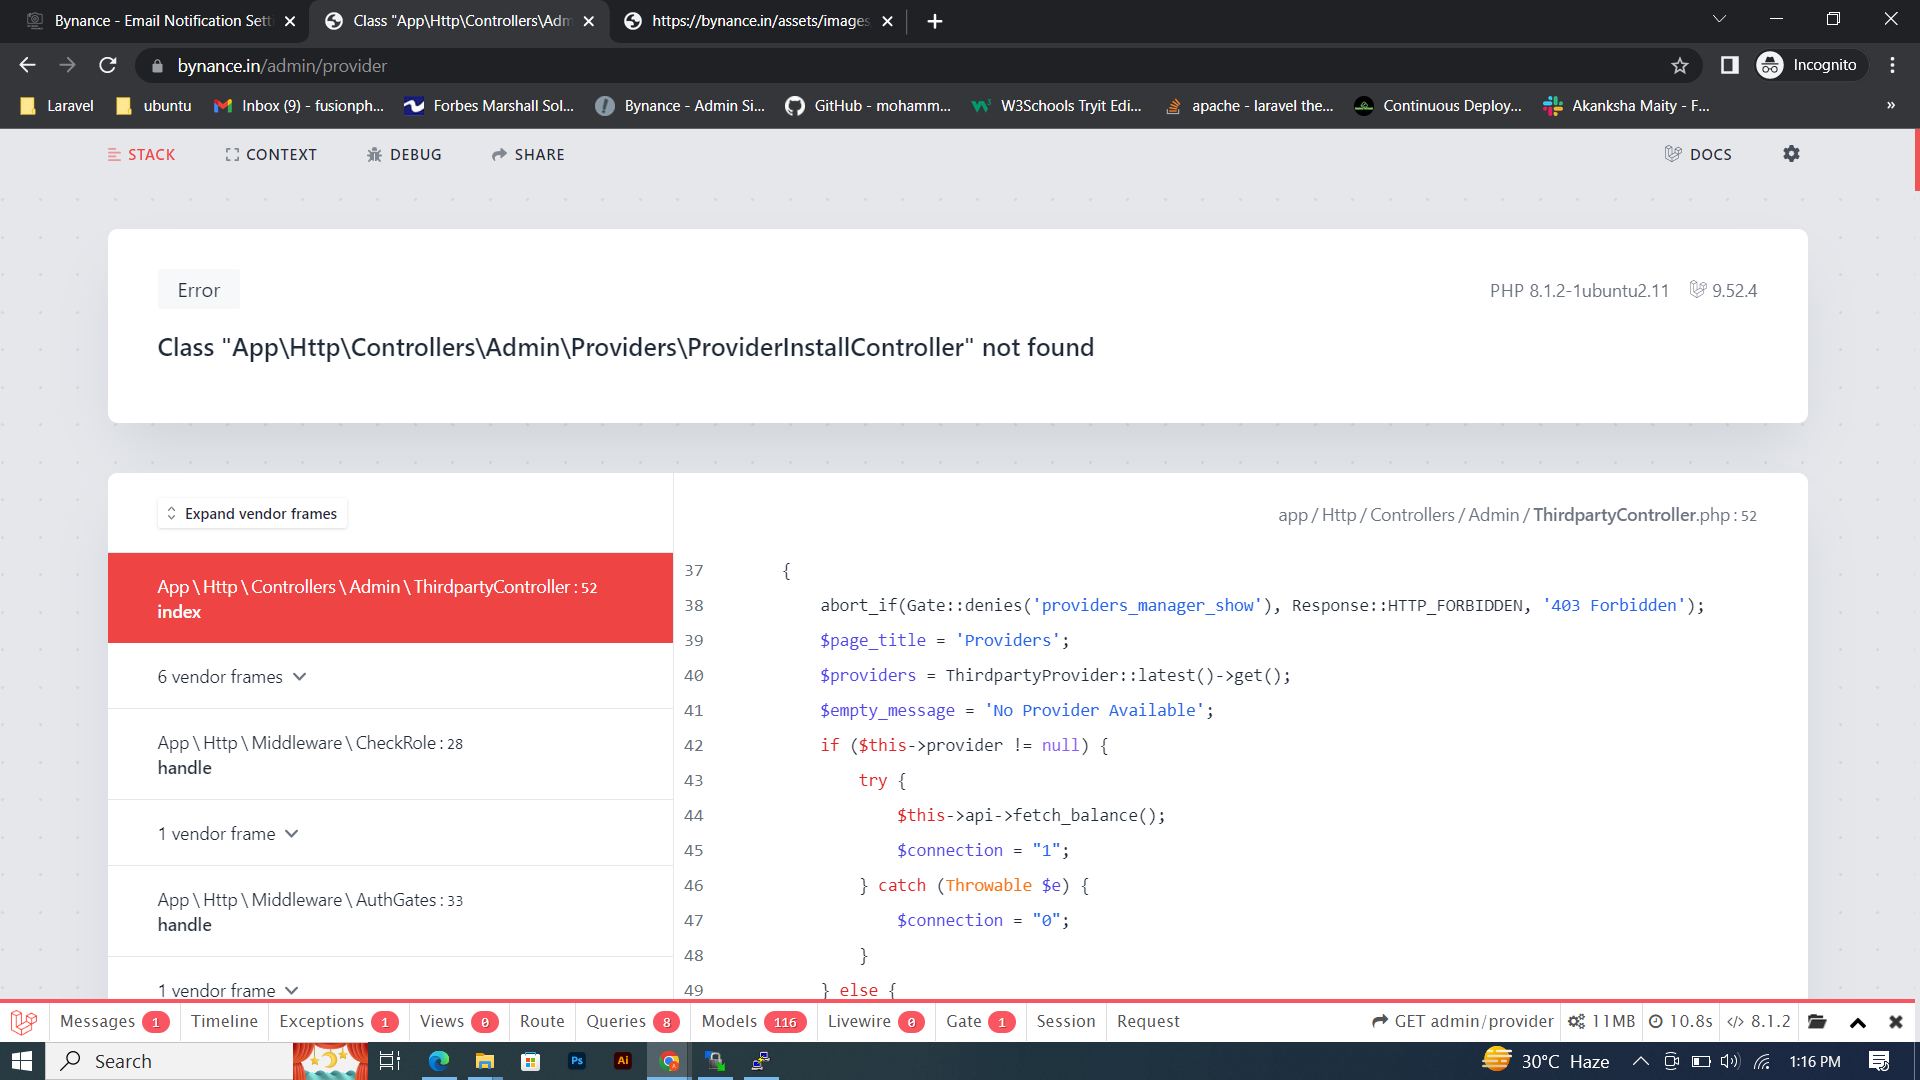 Bynance - Email Notification Sett
Class "App\Http\Controllers\Adm
https://bynance.in/assets/images
bynance.in/admin/provider
Incognito
Laravel
ubuntu
Inbox (9) - fusionph...
Forbes Marshall Sol...
Bynance - Admin Si...
GitHub - mohamm...
W3Schools Tryit Edi...
apache - laravel the...
Continuous Deploy...
Akanksha Maity - F...
»
STACK
CONTEXT
DEBUG
SHARE
DOCS
Error
PHP 8.1.2-1ubuntu2.11
9.52.4
Class "App\Http\Controllers\Admin\Providers\ProviderInstallController" not found
Expand vendor frames
app / Http / Controllers / Admin / ThirdpartyController.php : 52
App \ Http \ Controllers \ Admin \ ThirdpartyController : 52
index
6 vendor frames
App \ Http \ Middleware \ CheckRole : 28
handle
1 vendor frame
App \ Http \ Middleware \ AuthGates : 33
handle
1 vendor frame
37 {
38 abort_if(Gate::denies('providers_manager_show'), Response::HTTP_FORBIDDEN, '403 Forbidden');
39 $page_title = 'Providers';
40 $providers = ThirdpartyProvider::latest()->get();
41 $empty_message = 'No Provider Available';
42 if ($this->provider != null) {
43 try {
44 $this->api->fetch_balance();
45 $connection = "1";
46 } catch (Throwable $e) {
47 $connection = "0";
48 }
49 } else {
Messages 1
Timeline
Exceptions 1
Views 0
Route
Queries 8
Models 116
Livewire 0
Gate 1
Session
Request
GET admin/provider
11MB
10.8s
8.1.2
Search
Ps
Ai
30°C Haze
1:16 PM